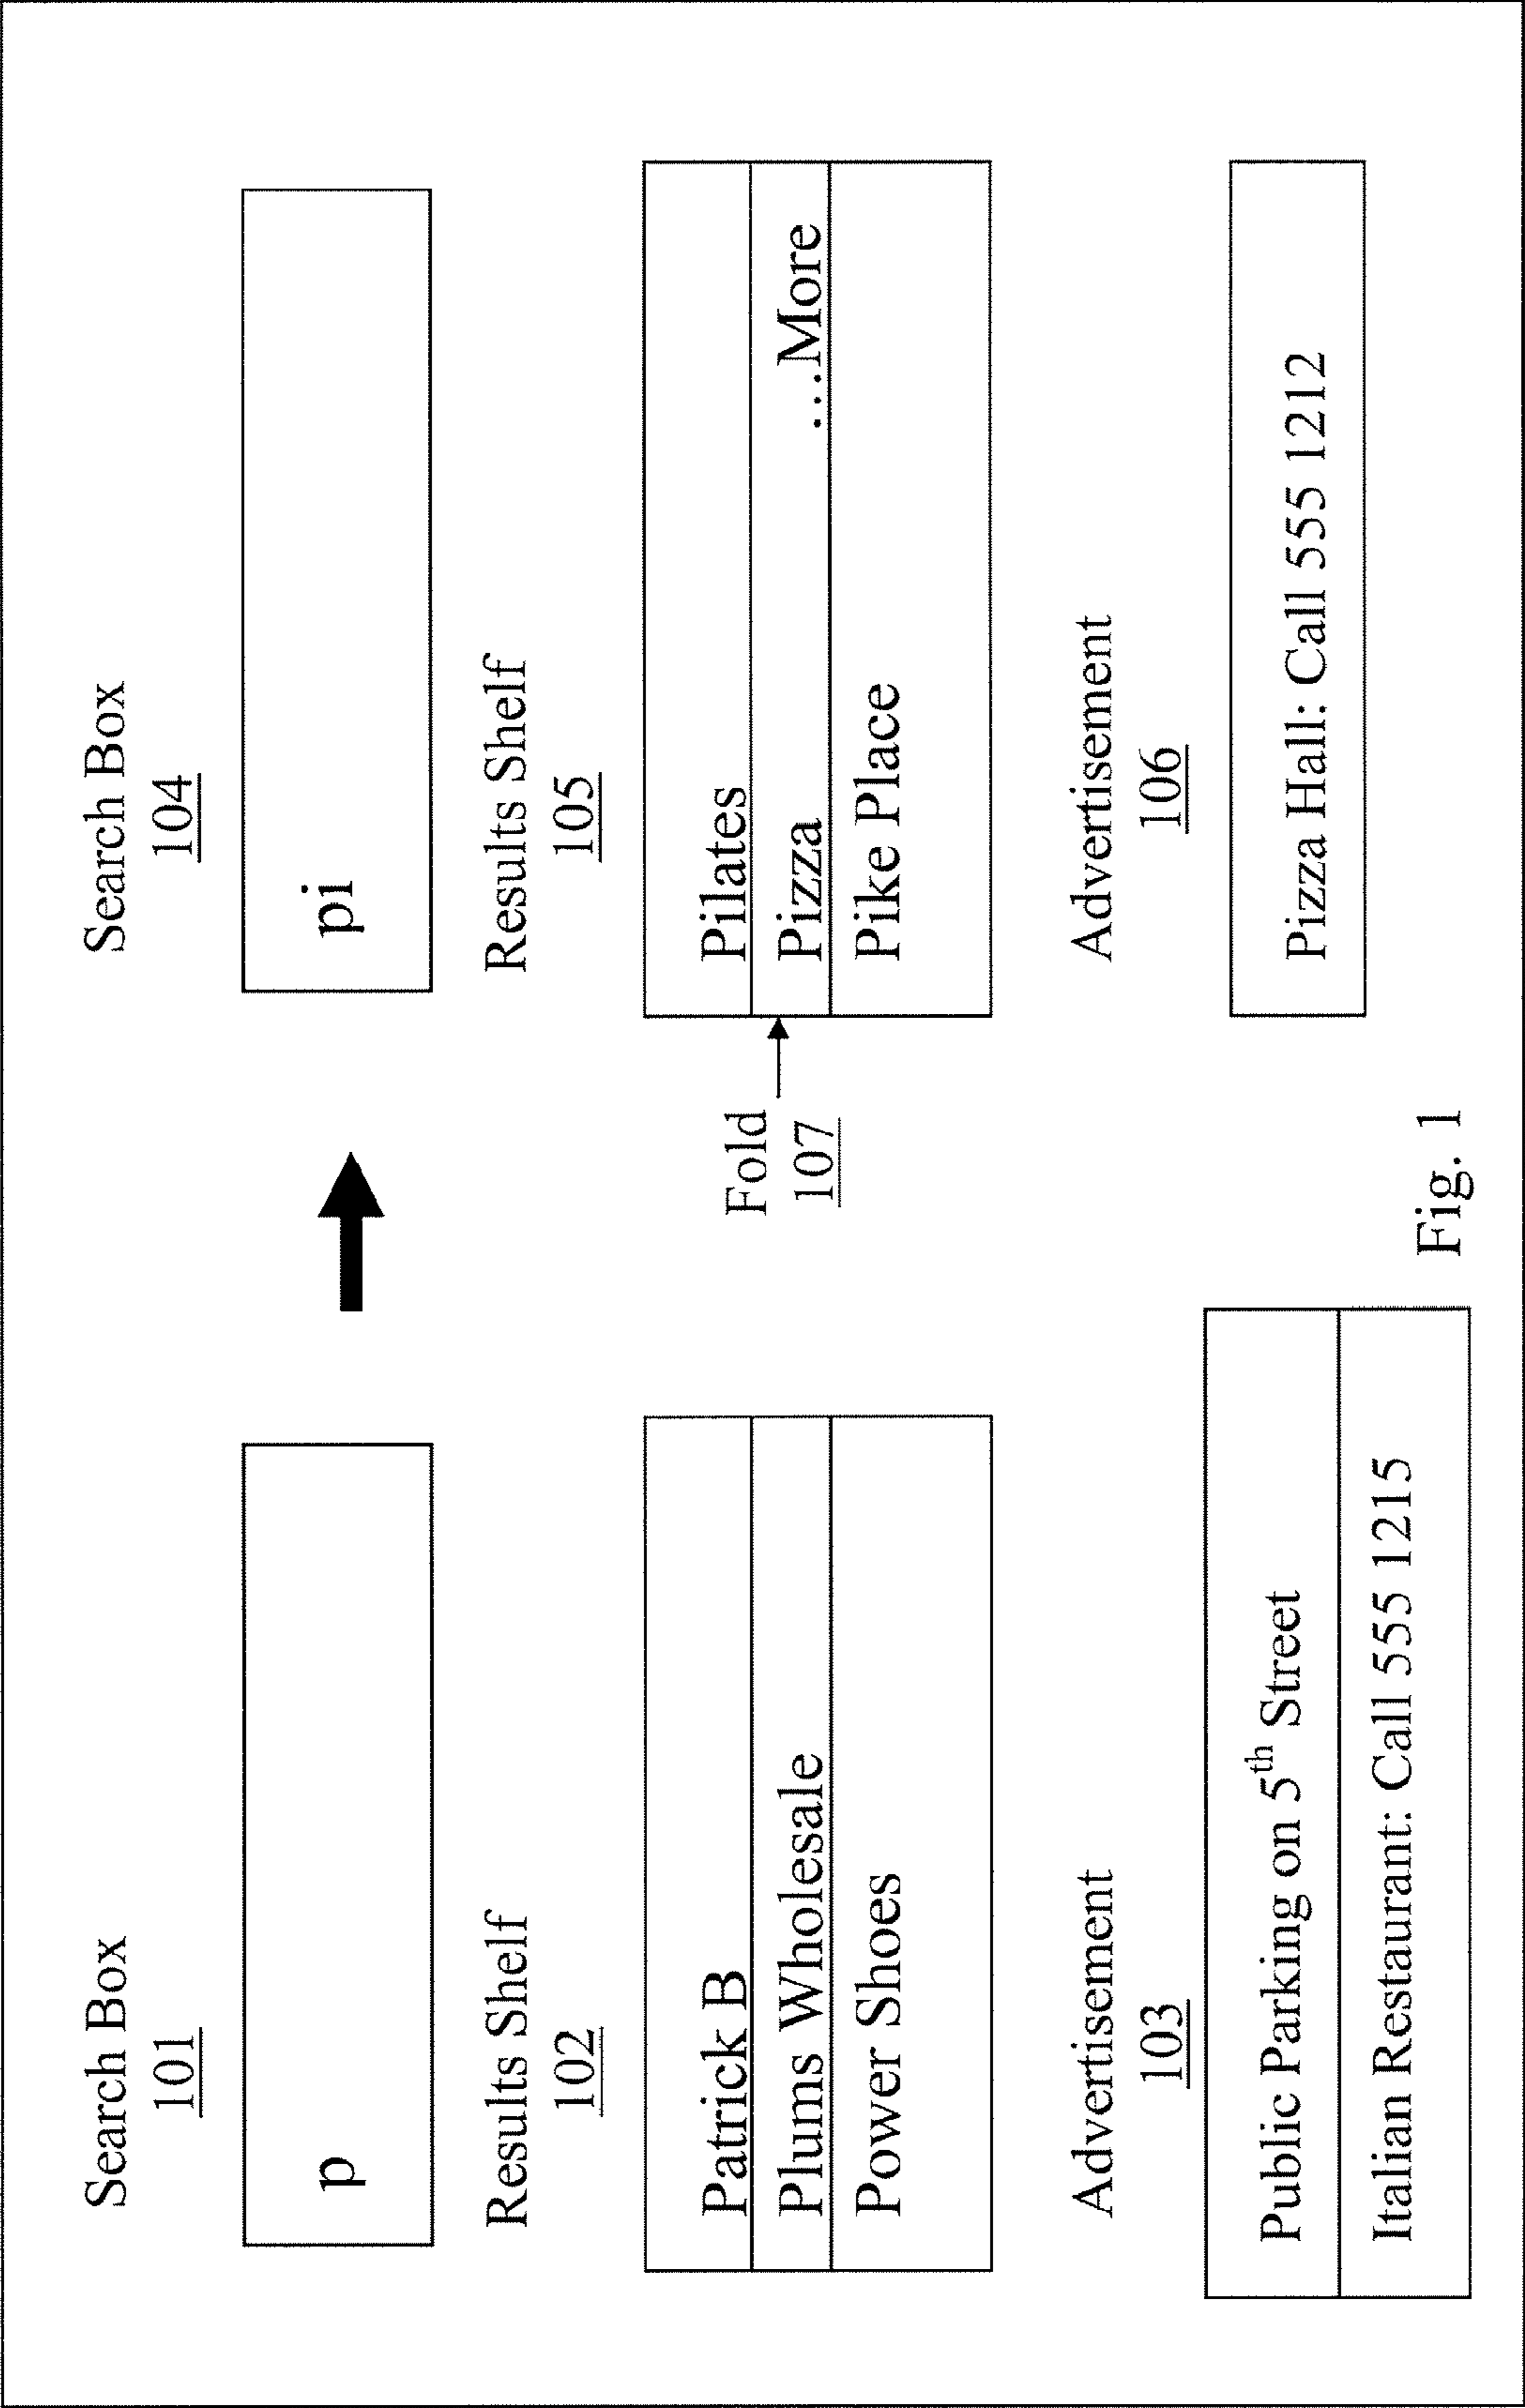 Search Box
101
p
Results Shelf
102
Patrick B
Plums Wholesale
Power Shoes
Advertisement
103
Public Parking on 5th Street
Italian Restaurant: Call 555 1215
Search Box
104
pi
Results Shelf
105
Fold
107
Pilates
Pizza ...More
Pike Place
Advertisement
106
Pizza Hall: Call 555 1212
Fig. 1